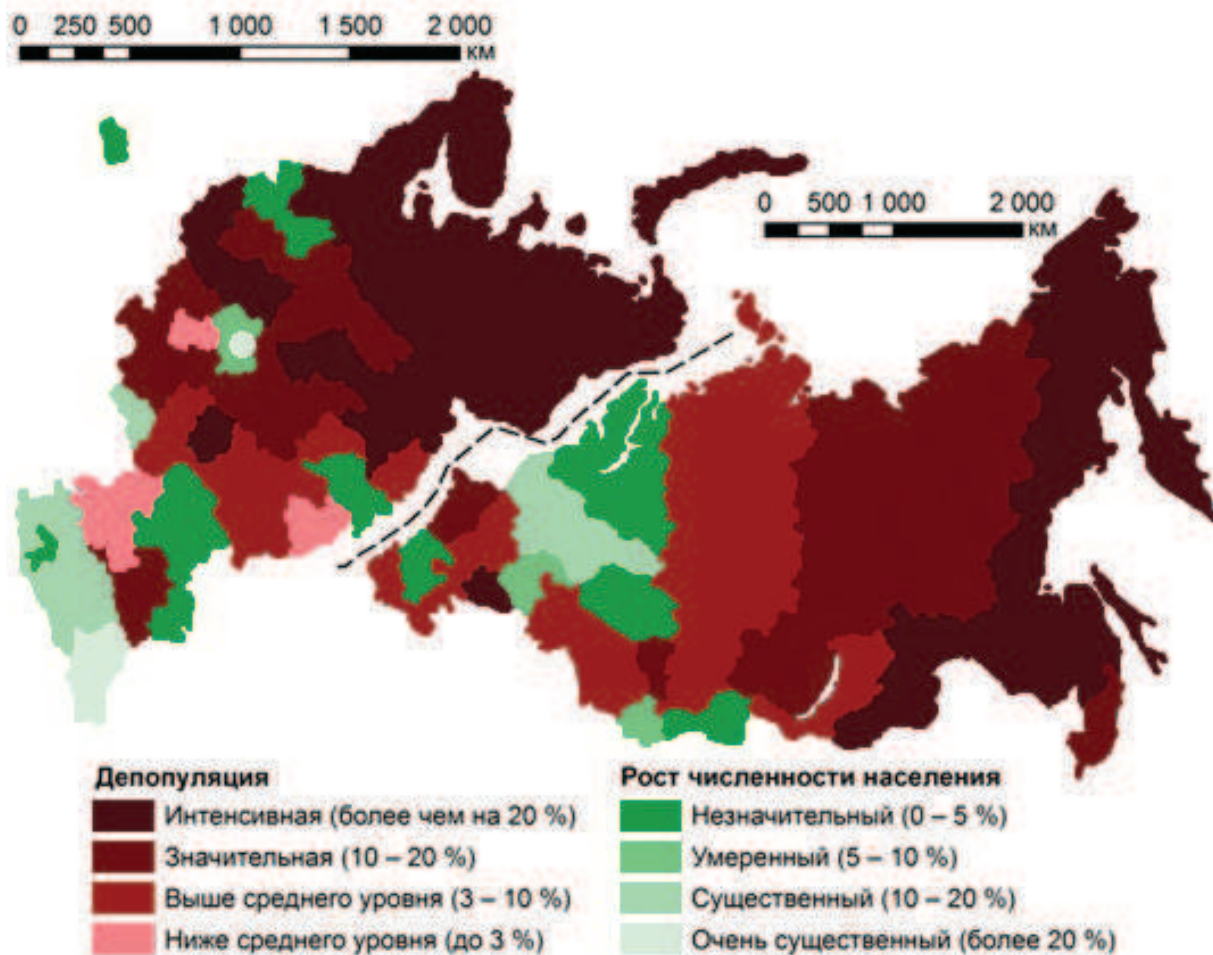 0 250 500 1 000 1 500 2 000
км
0 500 1 000 2 000
км
Депопуляция
Интенсивная (более чем на 20 %)
Значительная (10 – 20 %)
Выше среднего уровня (3 – 10 %)
Ниже среднего уровня (до 3 %)
Рост численности населения
Незначительный (0 – 5 %)
Умеренный (5 – 10 %)
Существенный (10 – 20 %)
Очень существенный (более 20 %)